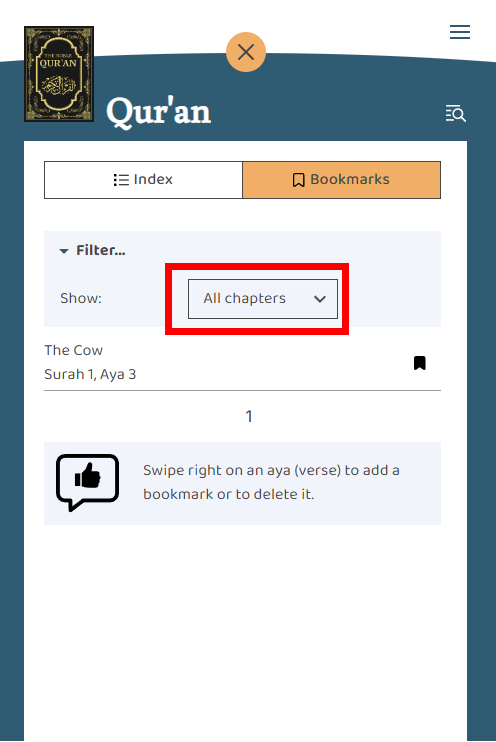 THE NOBLE
QUR'AN
Qur'an
Index
Bookmarks
Filter...
Show:
All chapters
The Cow
Surah 1, Aya 3
1
Swipe right on an aya (verse) to add a
bookmark or to delete it.